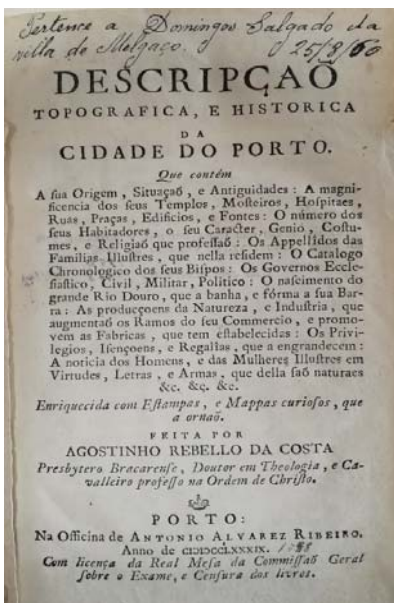 Pertence a Domingos Salgado da
villa de Melgaço. 25/8/60
DESCRIPÇAÕ
TOPOGRAFICA, E HISTORICA
DA
CIDADE DO PORTO.
Que contém
A ſua Origem, Situaçaõ, e Antiguidades: A magni-
ficencia dos ſeus Templos, Moſteiros, Hoſpitaes,
Ruas, Praças, Edificios, e Fontes: O número dos
ſeus Habitadores, o ſeu Caracter, Genio, Coſtu-
mes, e Religiaõ que profeſſaõ: Os Appellidos das
Familias Illuſtres, que nella reſidem: O Catalogo
Chronologico dos ſeus Biſpos: Os Governos Eccle-
ſiaſtico, Civil, Militar, Politico: O naſcimento do
grande Rio Douro, que a banha, e fórma a ſua Bar-
ra: As producçoens da Natureza, e Induſtria, que
augmentaõ os Ramos do ſeu Commercio, e promo-
vem as Fabricas, que tem eſtabelecidas: Os Privi-
legios, Iſençoens, e Regalias, que a engrandecem:
A noticia dos Homens, e das Mulheres Illuſtres em
Virtudes, Letras, e Armas, que della ſaõ naturaes
&c. &c. &c.
Enriquecida com Eſtampas, e Mappas curioſos, que
a ornaõ.
FEITA POR
AGOSTINHO REBELLO DA COSTA
Presbytero Bracarenſe, Doutor em Theologia, e Ca-
valleiro profeſſo na Ordem de Chriſto.
PORTO:
Na Officina de ANTONIO ALVAREZ RIBEIRO.
Anno de CIↃIↃCCLXXXIX.
Com licença da Real Meſa da Commiſſaõ Geral
ſobre o Exame, e Cenſura dos livros.